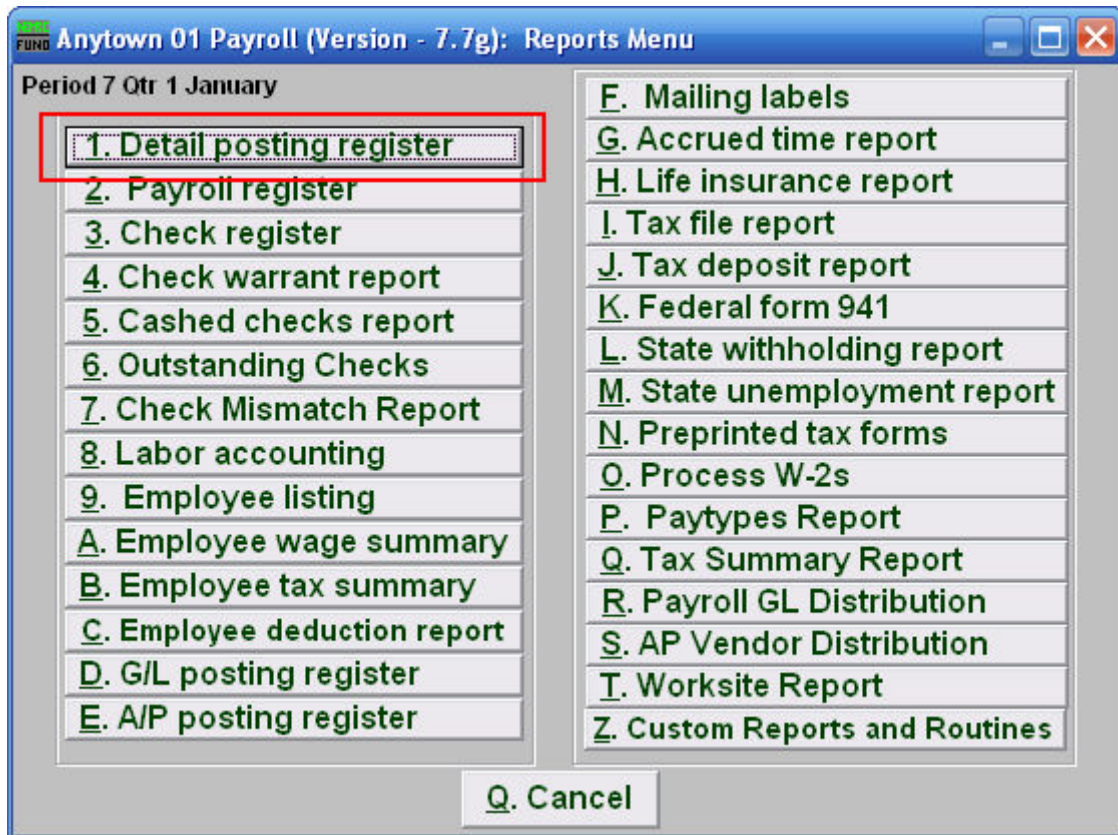 FUND Anytown 01 Payroll (Version - 7.7g): Reports Menu
Period 7 Qtr 1 January
1. Detail posting register
2. Payroll register
3. Check register
4. Check warrant report
5. Cashed checks report
6. Outstanding Checks
7. Check Mismatch Report
8. Labor accounting
9. Employee listing
A. Employee wage summary
B. Employee tax summary
C. Employee deduction report
D. G/L posting register
E. A/P posting register
F. Mailing labels
G. Accrued time report
H. Life insurance report
I. Tax file report
J. Tax deposit report
K. Federal form 941
L. State withholding report
M. State unemployment report
N. Preprinted tax forms
O. Process W-2s
P. Paytypes Report
Q. Tax Summary Report
R. Payroll GL Distribution
S. AP Vendor Distribution
T. Worksite Report
Z. Custom Reports and Routines
Q. Cancel